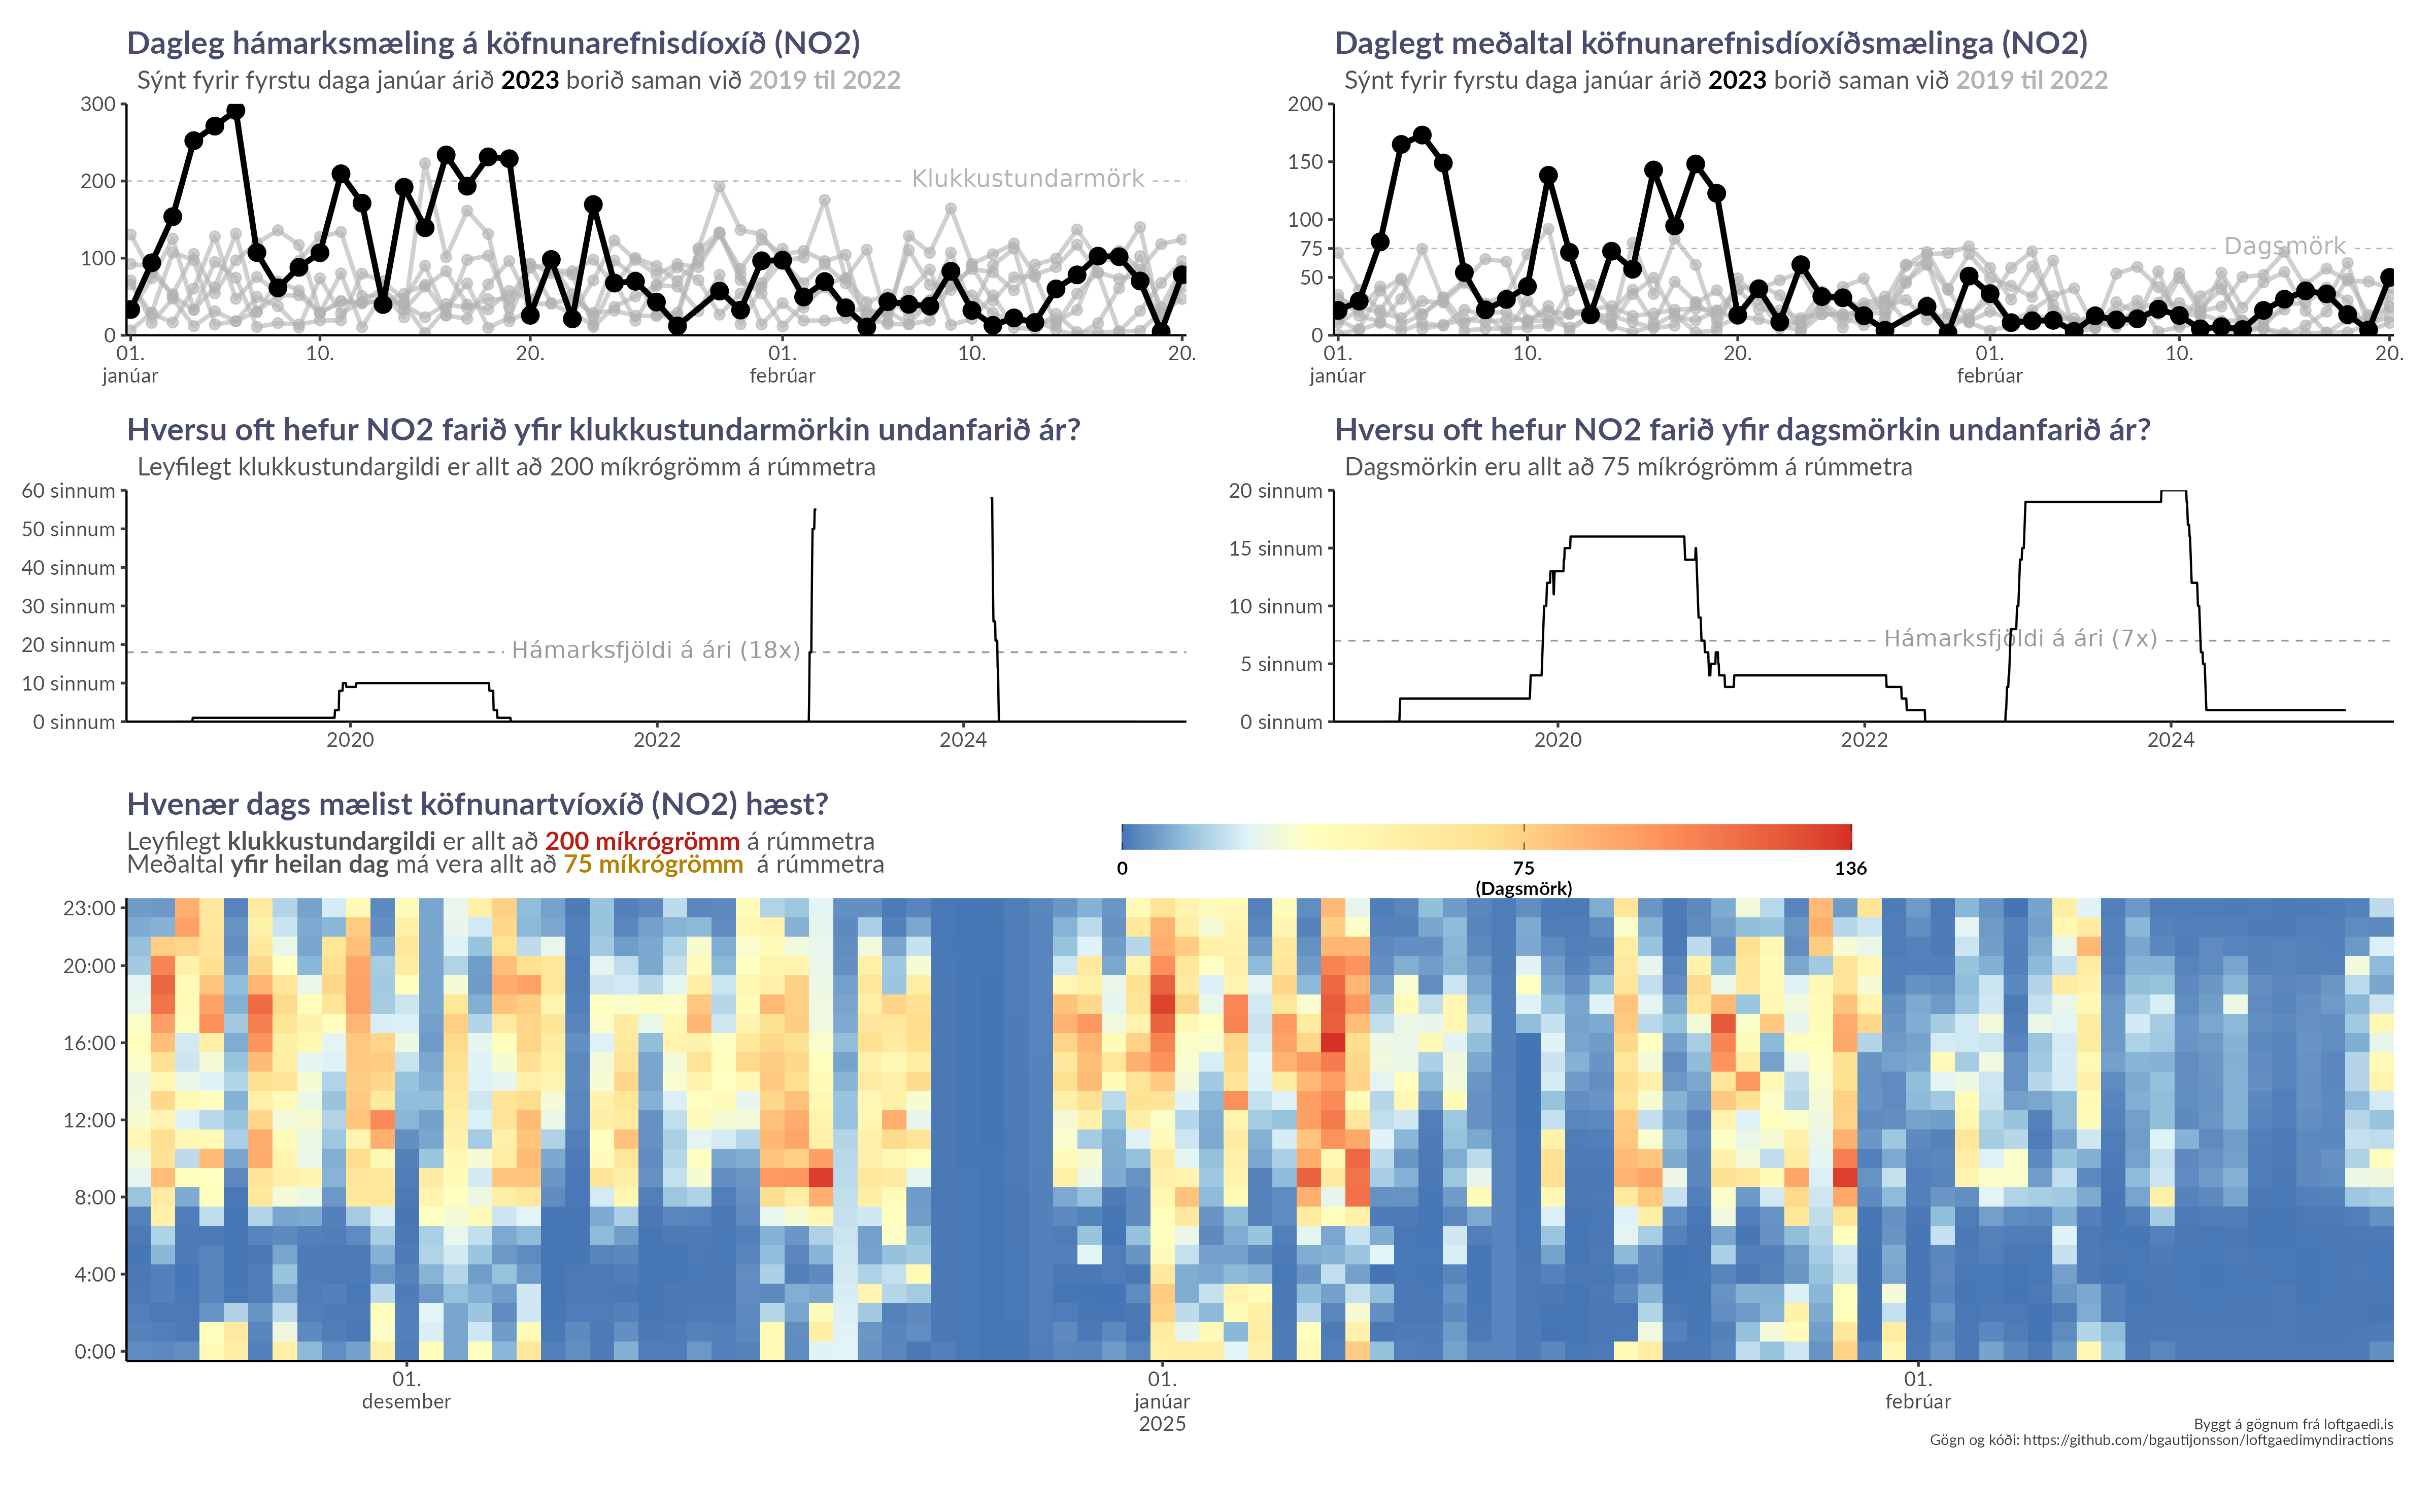 Dagleg hámarksmæling á köfnunarefnisdíoxíð (NO2)
Sýnt fyrir fyrstu daga janúar árið 2023 borið saman við 2019 til 2022
300
200
100
0
Klukkustundarmörk
01. 10. 20. 01. 10. 20.
janúar febrúar
Daglegt meðaltal köfnunarefnisdíoxíðsmælinga (NO2)
Sýnt fyrir fyrstu daga janúar árið 2023 borið saman við 2019 til 2022
200
150
100
75
50
0
Dagsmörk
01. 10. 20. 01. 10. 20.
janúar febrúar
Hversu oft hefur NO2 farið yfir klukkustundarmörkin undanfarið ár?
Leyfilegt klukkustundargildi er allt að 200 míkrógrömm á rúmmetra
60 sinnum
50 sinnum
40 sinnum
30 sinnum
20 sinnum
10 sinnum
0 sinnum
Hámarksfjöldi á ári (18x)
2020 2022 2024
Hversu oft hefur NO2 farið yfir dagsmörkin undanfarið ár?
Dagsmörkin eru allt að 75 míkrógrömm á rúmmetra
20 sinnum
15 sinnum
10 sinnum
5 sinnum
0 sinnum
Hámarksfjöldi á ári (7x)
2020 2022 2024
Hvenær dags mælist köfnunartvíoxíð (NO2) hæst?
Leyfilegt klukkustundargildi er allt að 200 míkrógrömm á rúmmetra
Meðaltal yfir heilan dag má vera allt að 75 míkrógrömm á rúmmetra
0 75 136
(Dagsmörk)
23:00
20:00
16:00
12:00
8:00
4:00
0:00
01. 01. 01.
desember janúar febrúar
2025
Byggt á gögnum frá loftgaedi.is
Gögn og kóði: https://github.com/bgautijonsson/loftgaedimyndiractions